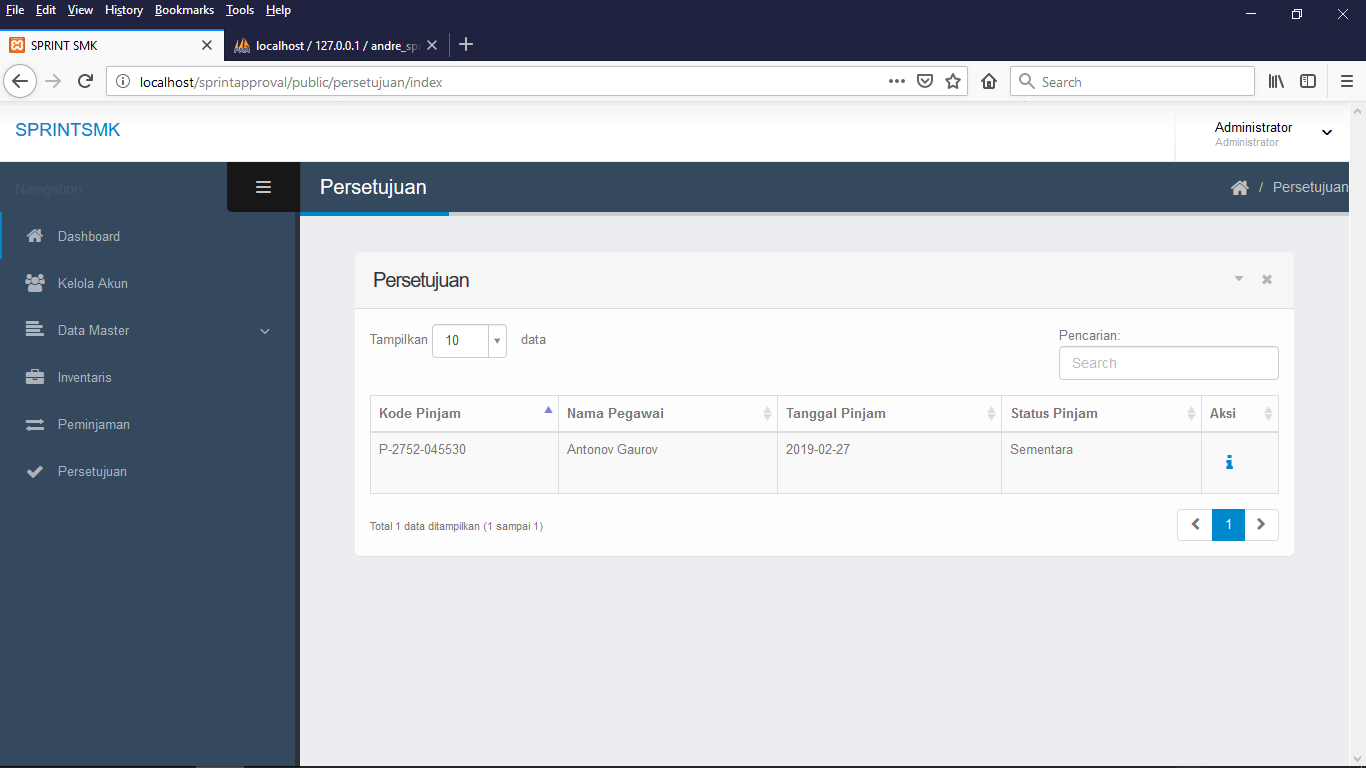 File Edit View History Bookmarks Tools Help
SPRINT SMK
localhost / 127.0.0.1 / andre_sp
localhost/sprintapproval/public/persetujuan/index
Search
SPRINTSMK
Administrator
Administrator
Navigation
Persetujuan
/ Persetujuan
Dashboard
Kelola Akun
Data Master
Inventaris
Peminjaman
Persetujuan
Persetujuan
Tampilkan 10 data
Pencarian:
Search
Kode Pinjam Nama Pegawai Tanggal Pinjam Status Pinjam Aksi
P-2752-045530 Antonov Gaurov 2019-02-27 Sementara
Total 1 data ditampilkan (1 sampai 1)
1